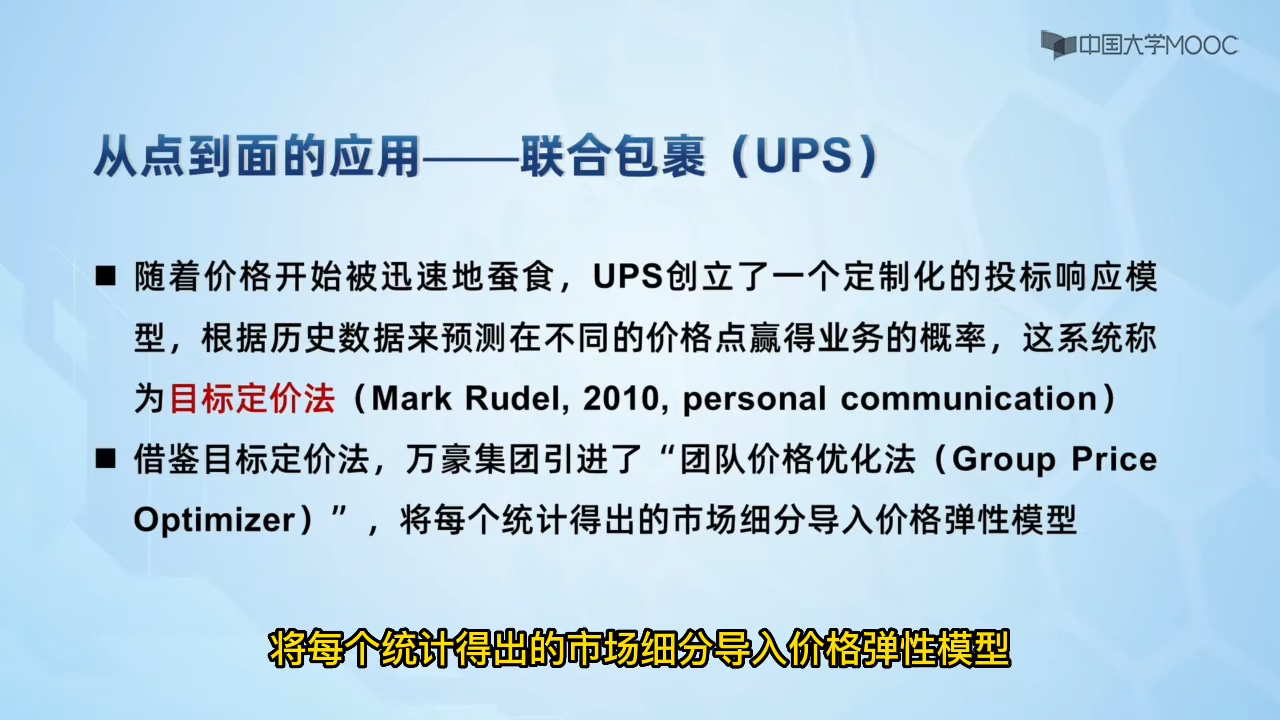 中国大学MOOC
从点到面的应用——联合包裹（UPS）
■ 随着价格开始被迅速地蚕食，UPS创立了一个定制化的投标响应模
型，根据历史数据来预测在不同的价格点赢得业务的概率，这系统称
为目标定价法（Mark Rudel, 2010, personal communication）
■ 借鉴目标定价法，万豪集团引进了“团队价格优化法（Group Price
Optimizer）”，将每个统计得出的市场细分导入价格弹性模型
将每个统计得出的市场细分导入价格弹性模型